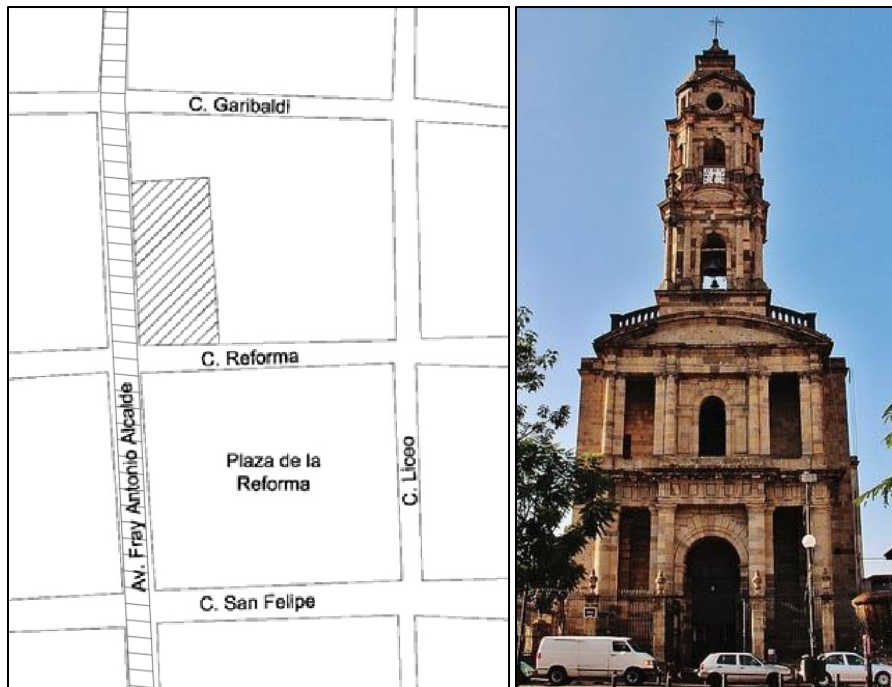 C. Garibaldi
C. Reforma
Av. Fray Antonio Alcalde
Plaza de la
Reforma
C. Liceo
C. San Felipe